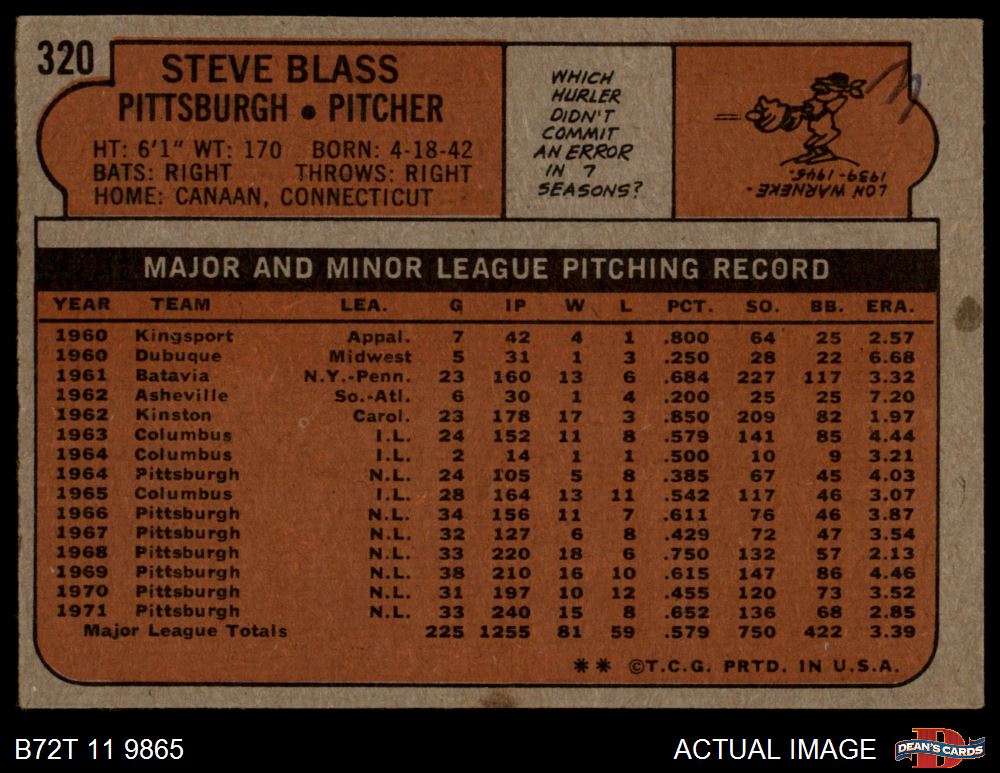 320
STEVE BLASS
PITTSBURGH • PITCHER
HT: 6'1" WT: 170 BORN: 4-18-42
BATS: RIGHT THROWS: RIGHT
HOME: CANAAN, CONNECTICUT
WHICH
HURLER
DIDN'T
COMMIT
AN ERROR
IN 7
SEASONS?
LON WARNEKE-
1939-1945.
MAJOR AND MINOR LEAGUE PITCHING RECORD
YEAR TEAM LEA. G IP W L PCT. SO. BB. ERA.
1960 Kingsport Appal. 7 42 4 1 .800 64 25 2.57
1960 Dubuque Midwest 5 31 1 3 .250 28 22 6.68
1961 Batavia N.Y.-Penn. 23 160 13 6 .684 227 117 3.32
1962 Asheville So.-Atl. 6 30 1 4 .200 25 25 7.20
1962 Kinston Carol. 23 178 17 3 .850 209 82 1.97
1963 Columbus I.L. 24 152 11 8 .579 141 85 4.44
1964 Columbus I.L. 2 14 1 1 .500 10 9 3.21
1964 Pittsburgh N.L. 24 105 5 8 .385 67 45 4.03
1965 Columbus I.L. 28 164 13 11 .542 117 46 3.07
1966 Pittsburgh N.L. 34 156 11 7 .611 76 46 3.87
1967 Pittsburgh N.L. 32 127 6 8 .429 72 47 3.54
1968 Pittsburgh N.L. 33 220 18 6 .750 132 57 2.13
1969 Pittsburgh N.L. 38 210 16 10 .615 147 86 4.46
1970 Pittsburgh N.L. 31 197 10 12 .455 120 73 3.52
1971 Pittsburgh N.L. 33 240 15 8 .652 136 68 2.85
Major League Totals 225 1255 81 59 .579 750 422 3.39
** ©T.C.G. PRTD. IN U.S.A.
B72T 11 9865
ACTUAL IMAGE
D
DEAN'S CARDS